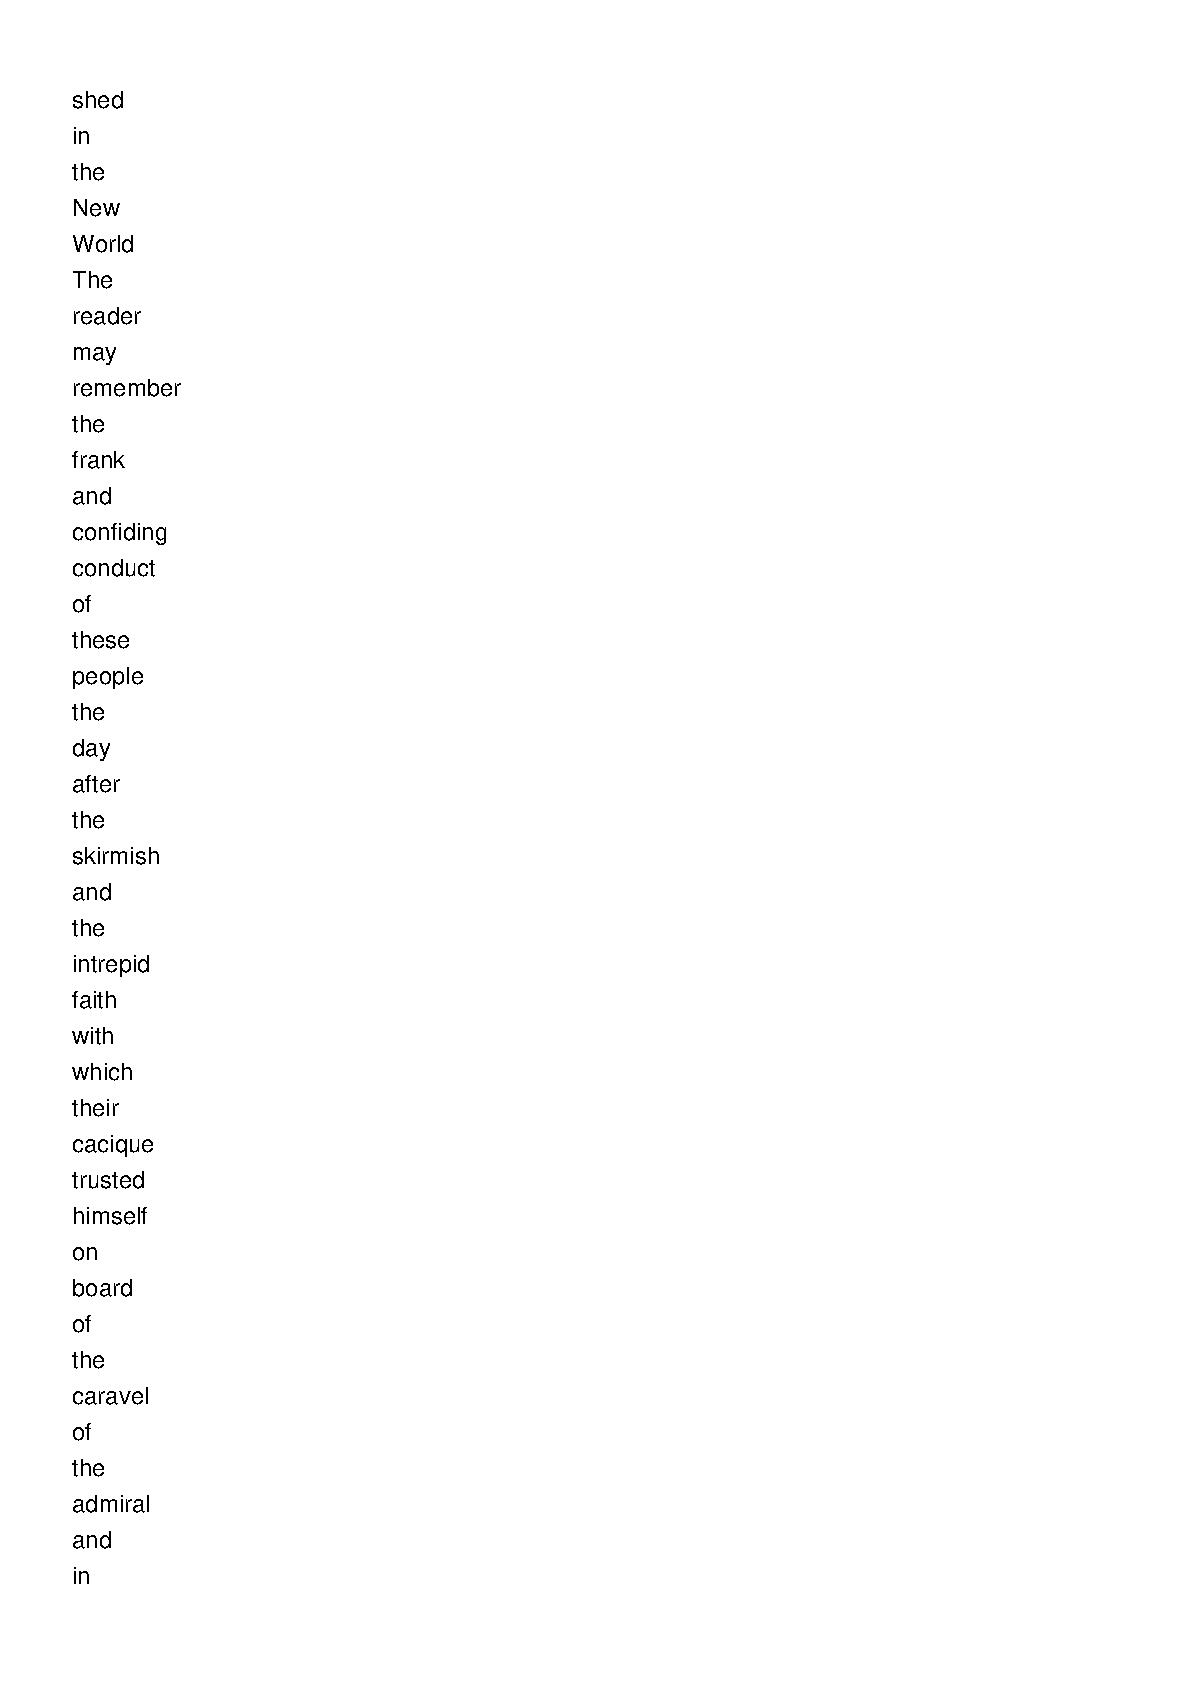 shed
in
the
New
World
The
reader
may
remember
the
frank
and
confiding
conduct
of
these
people
the
day
after
the
skirmish
and
the
intrepid
faith
with
which
their
cacique
trusted
himself
on
board
of
the
caravel
of
the
admiral
and
in